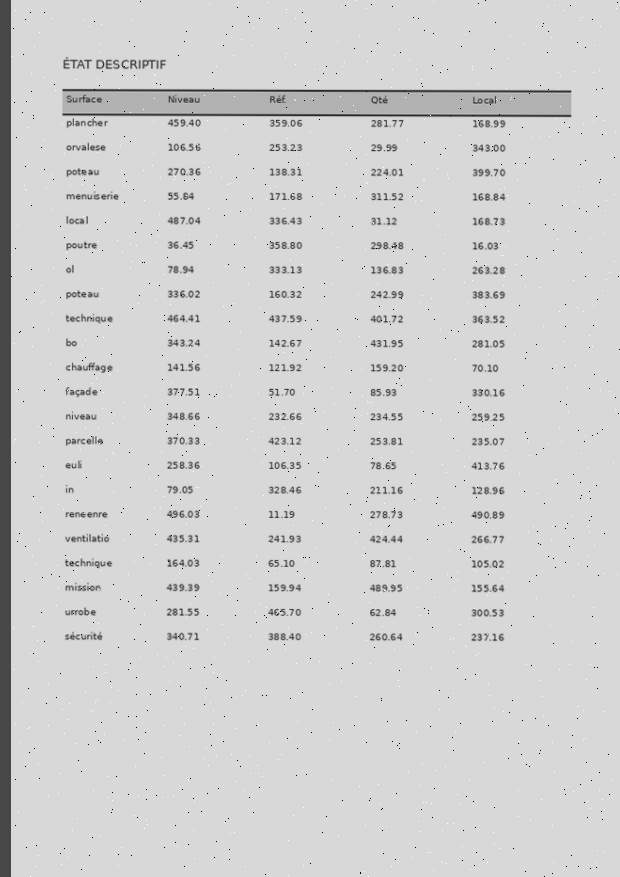 ÉTAT DESCRIPTIF
Surface Niveau Réf. Qté Local
plancher 459.40 359.06 281.77 168.99
orvalese 106.56 253.23 29.99 343.00
poteau 270.36 138.31 224.01 399.70
menuiserie 55.84 171.68 311.52 168.84
local 487.04 336.43 31.12 168.73
poutre 36.45 358.80 298.48 16.03
ol 78.94 333.13 136.83 263.28
poteau 336.02 160.32 242.99 383.69
technique 464.41 437.59 401.72 363.52
bo 343.24 142.67 431.95 281.05
chauffage 141.56 121.92 159.20 70.10
façade 377.51 51.70 85.93 330.16
niveau 348.66 232.66 234.55 259.25
parcelle 370.33 423.12 253.81 235.07
euli 258.36 106.35 78.65 413.76
in 79.05 328.46 211.16 128.96
reneenre 496.03 11.19 278.73 490.89
ventilatió 435.31 241.93 424.44 266.77
technique 164.03 65.10 87.81 105.02
mission 439.39 159.94 489.95 155.64
usrobe 281.55 465.70 62.84 300.53
sécurité 340.71 388.40 260.64 237.16